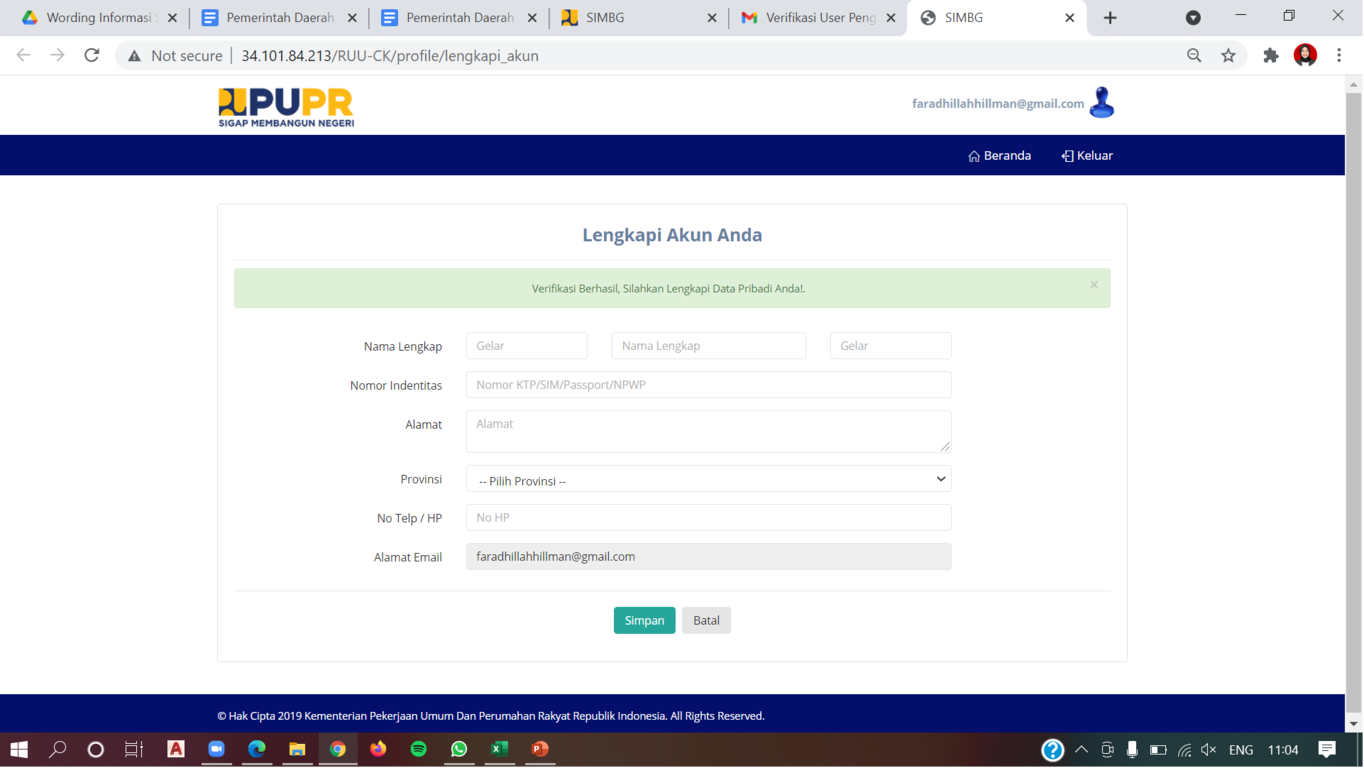 Wording Informasi S
Pemerintah Daerah
Pemerintah Daerah
SIMBG
Verifikasi User Peng
SIMBG
Not secure | 34.101.84.213/RUU-CK/profile/lengkapi_akun
PUPR
SIGAP MEMBANGUN NEGERI
faradhillahhillman@gmail.com
Beranda
Keluar
Lengkapi Akun Anda
Verifikasi Berhasil, Silahkan Lengkapi Data Pribadi Anda!.
Nama Lengkap Gelar Nama Lengkap Gelar
Nomor Indentitas Nomor KTP/SIM/Passport/NPWP
Alamat Alamat
Provinsi -- Pilih Provinsi --
No Telp / HP No HP
Alamat Email faradhillahhillman@gmail.com
Simpan Batal
© Hak Cipta 2019 Kementerian Pekerjaan Umum Dan Perumahan Rakyat Republik Indonesia. All Rights Reserved.
ENG 11:04